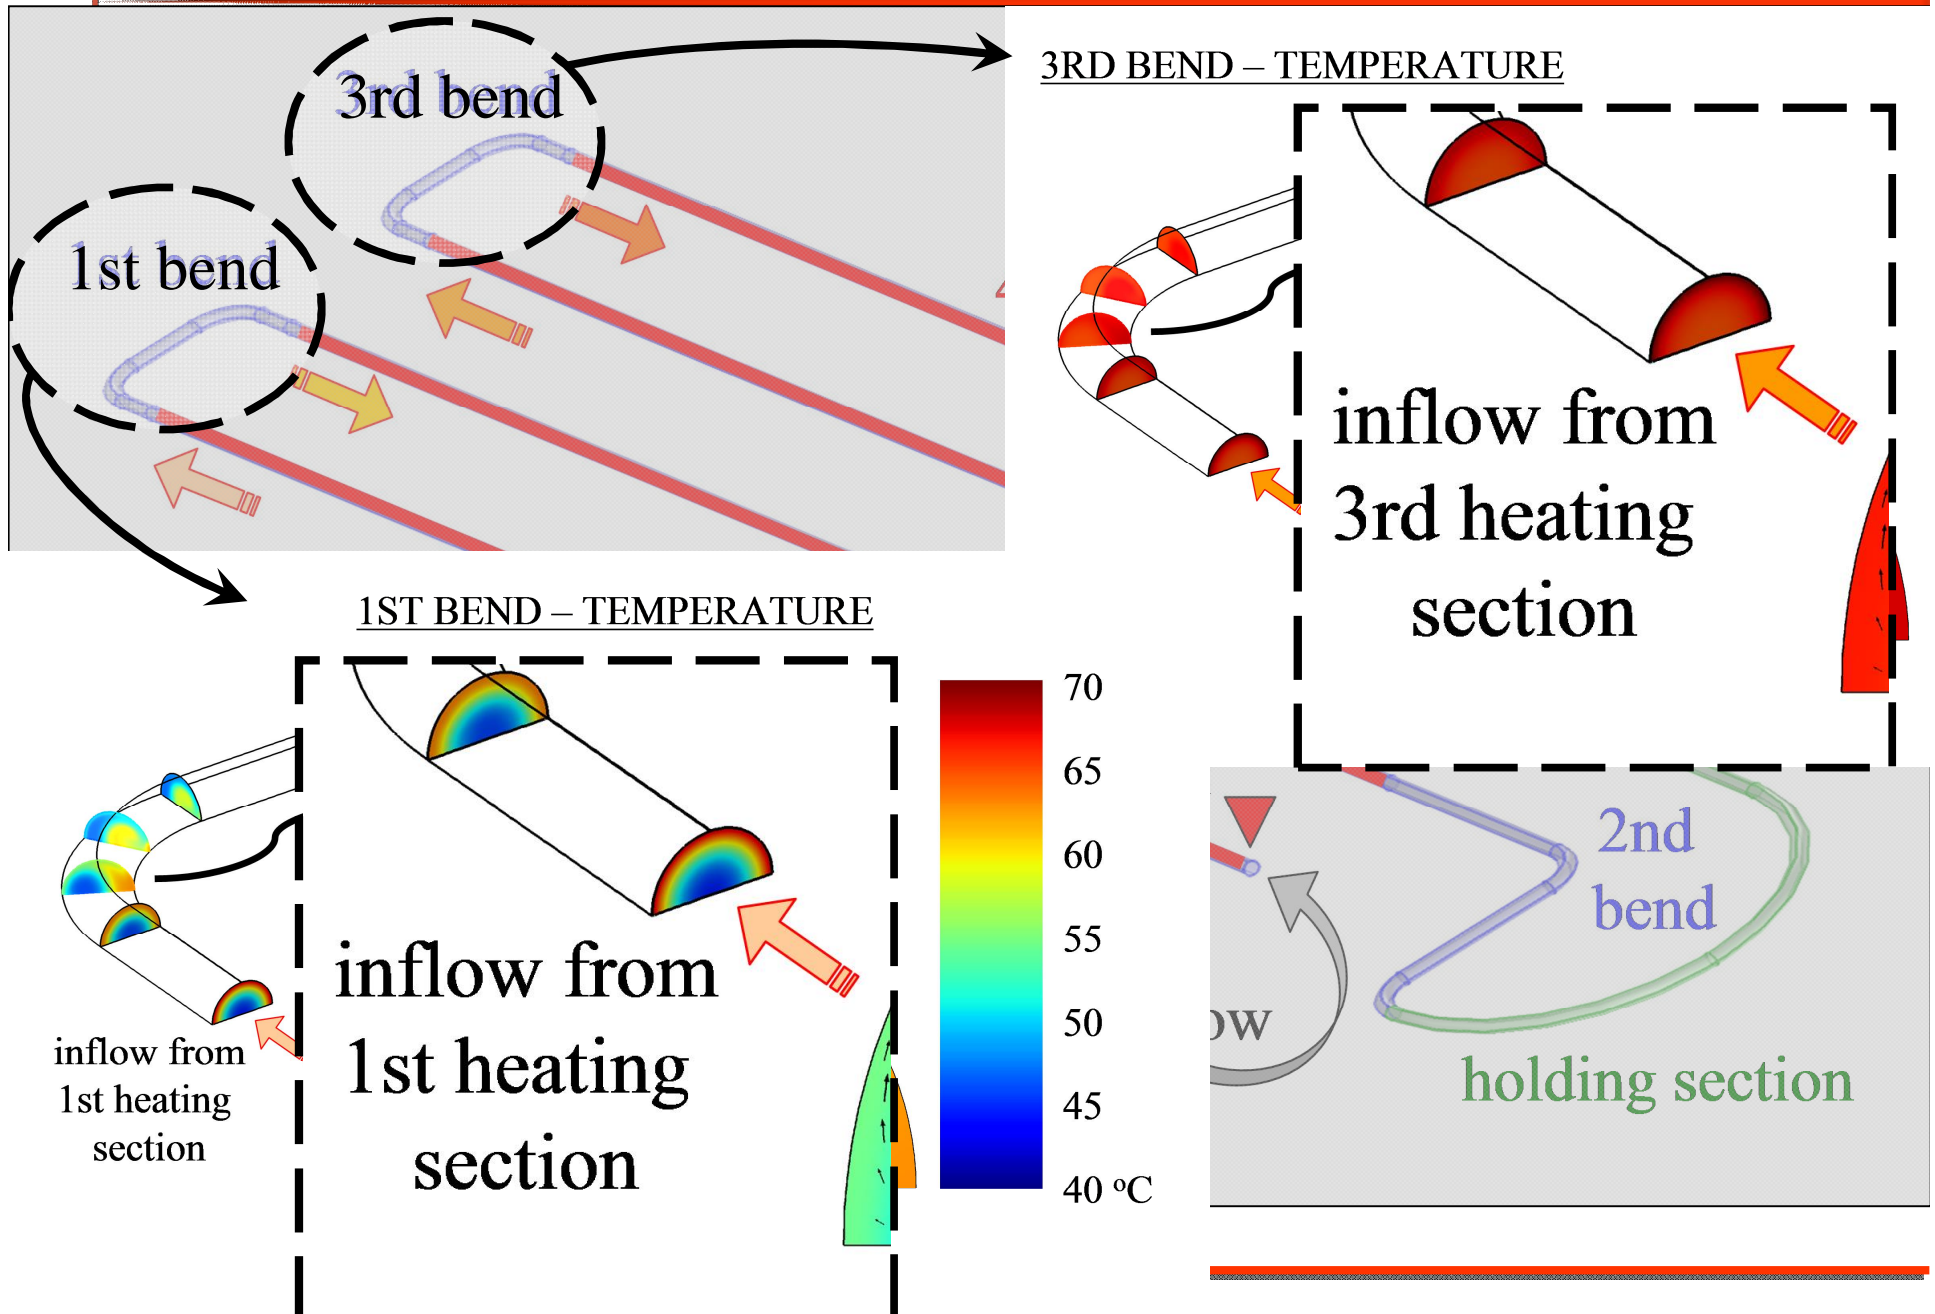 3rd bend
1st bend
3RD BEND – TEMPERATURE
inflow from
3rd heating
section
1ST BEND – TEMPERATURE
inflow from
1st heating
section
inflow from
1st heating
section
70
65
60
55
50
45
40 °C
2nd
bend
holding section